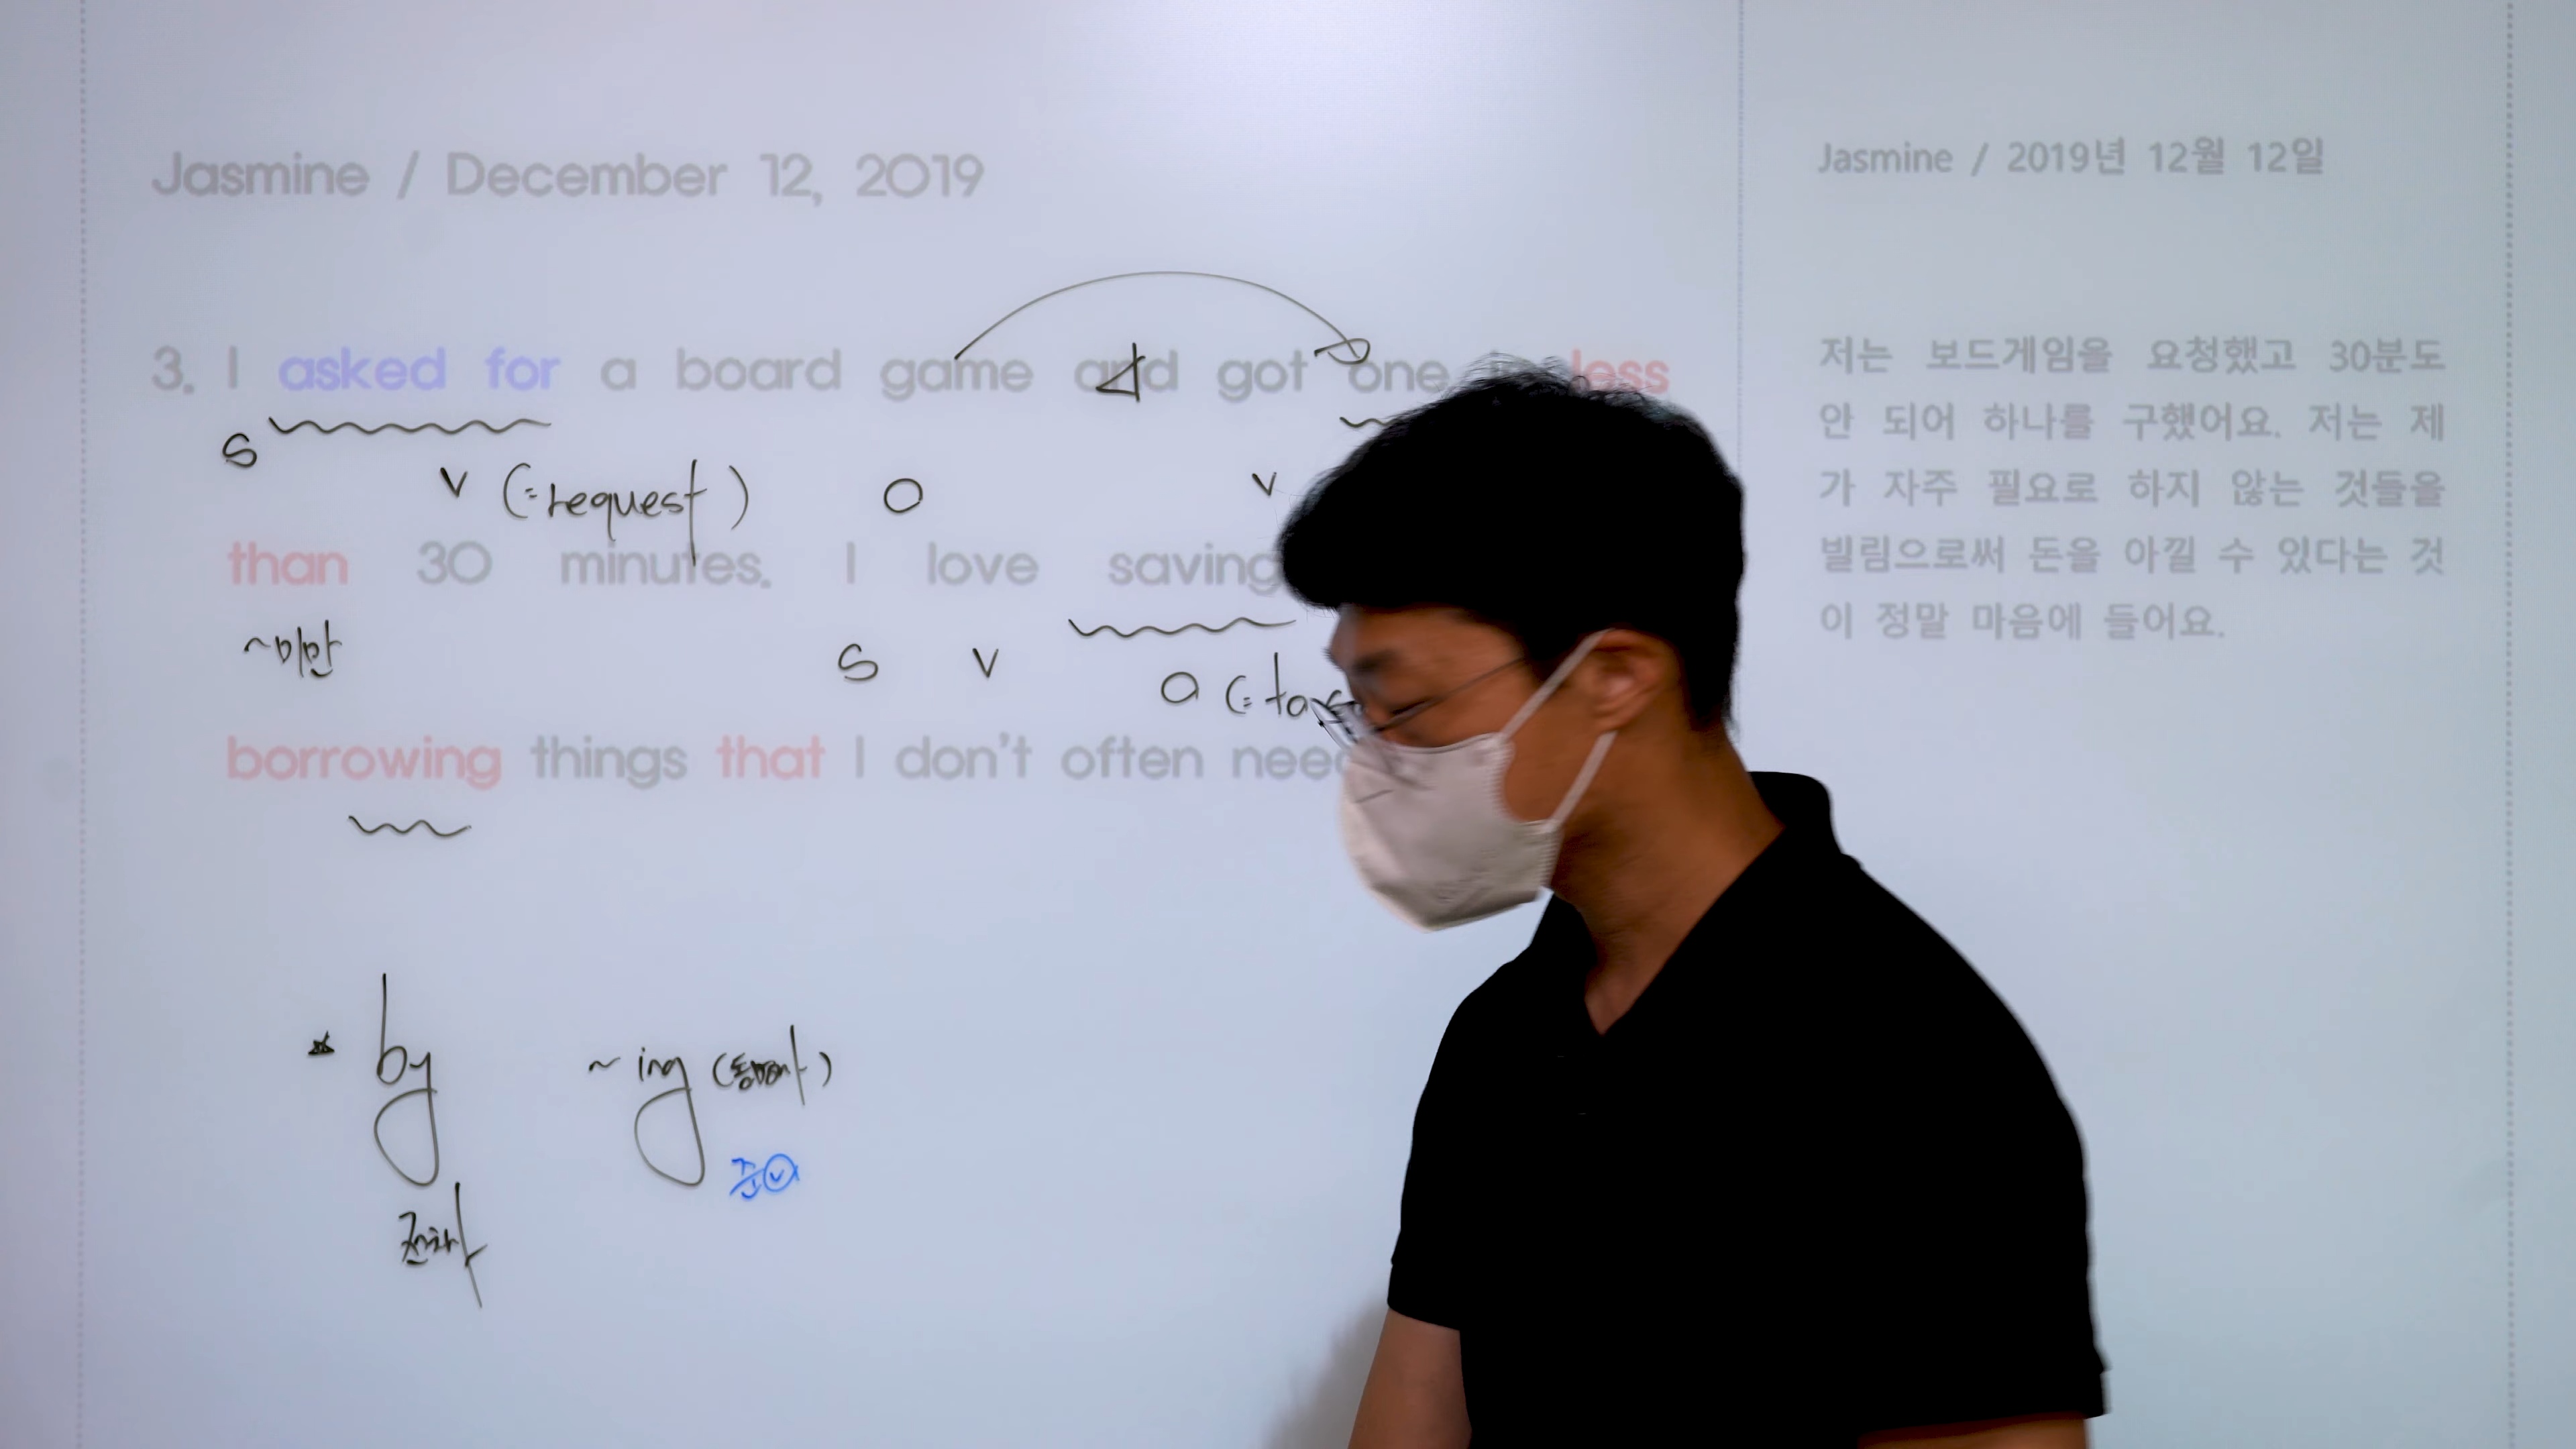 Jasmine / December 12, 2019
3. I asked for a board game and got one less
S V (=request) O V
than 30 minutes. I love saving
~미만 S V O (=to
borrowing things that I don't often need
* by ~ing (동명사)
준V
전치사
Jasmine / 2019년 12월 12일
저는 보드게임을 요청했고 30분도
안 되어 하나를 구했어요. 저는 제
가 자주 필요로 하지 않는 것들을
빌림으로써 돈을 아낄 수 있다는 것
이 정말 마음에 들어요.